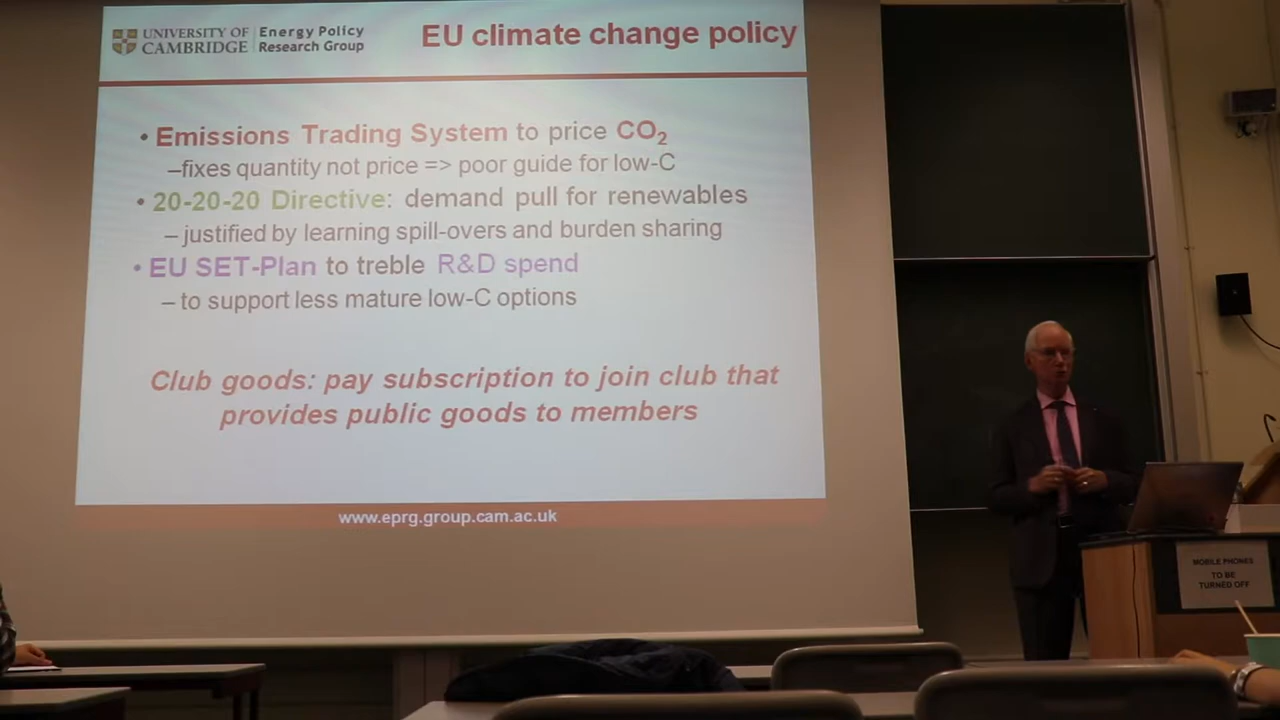 UNIVERSITY OF
CAMBRIDGE
Energy Policy
Research Group
EU climate change policy
• Emissions Trading System to price CO₂
–fixes quantity not price => poor guide for low-C
• 20-20-20 Directive: demand pull for renewables
– justified by learning spill-overs and burden sharing
• EU SET-Plan to treble R&D spend
– to support less mature low-C options
Club goods: pay subscription to join club that
provides public goods to members
www.eprg.group.cam.ac.uk
MOBILE PHONES
TO BE
TURNED OFF